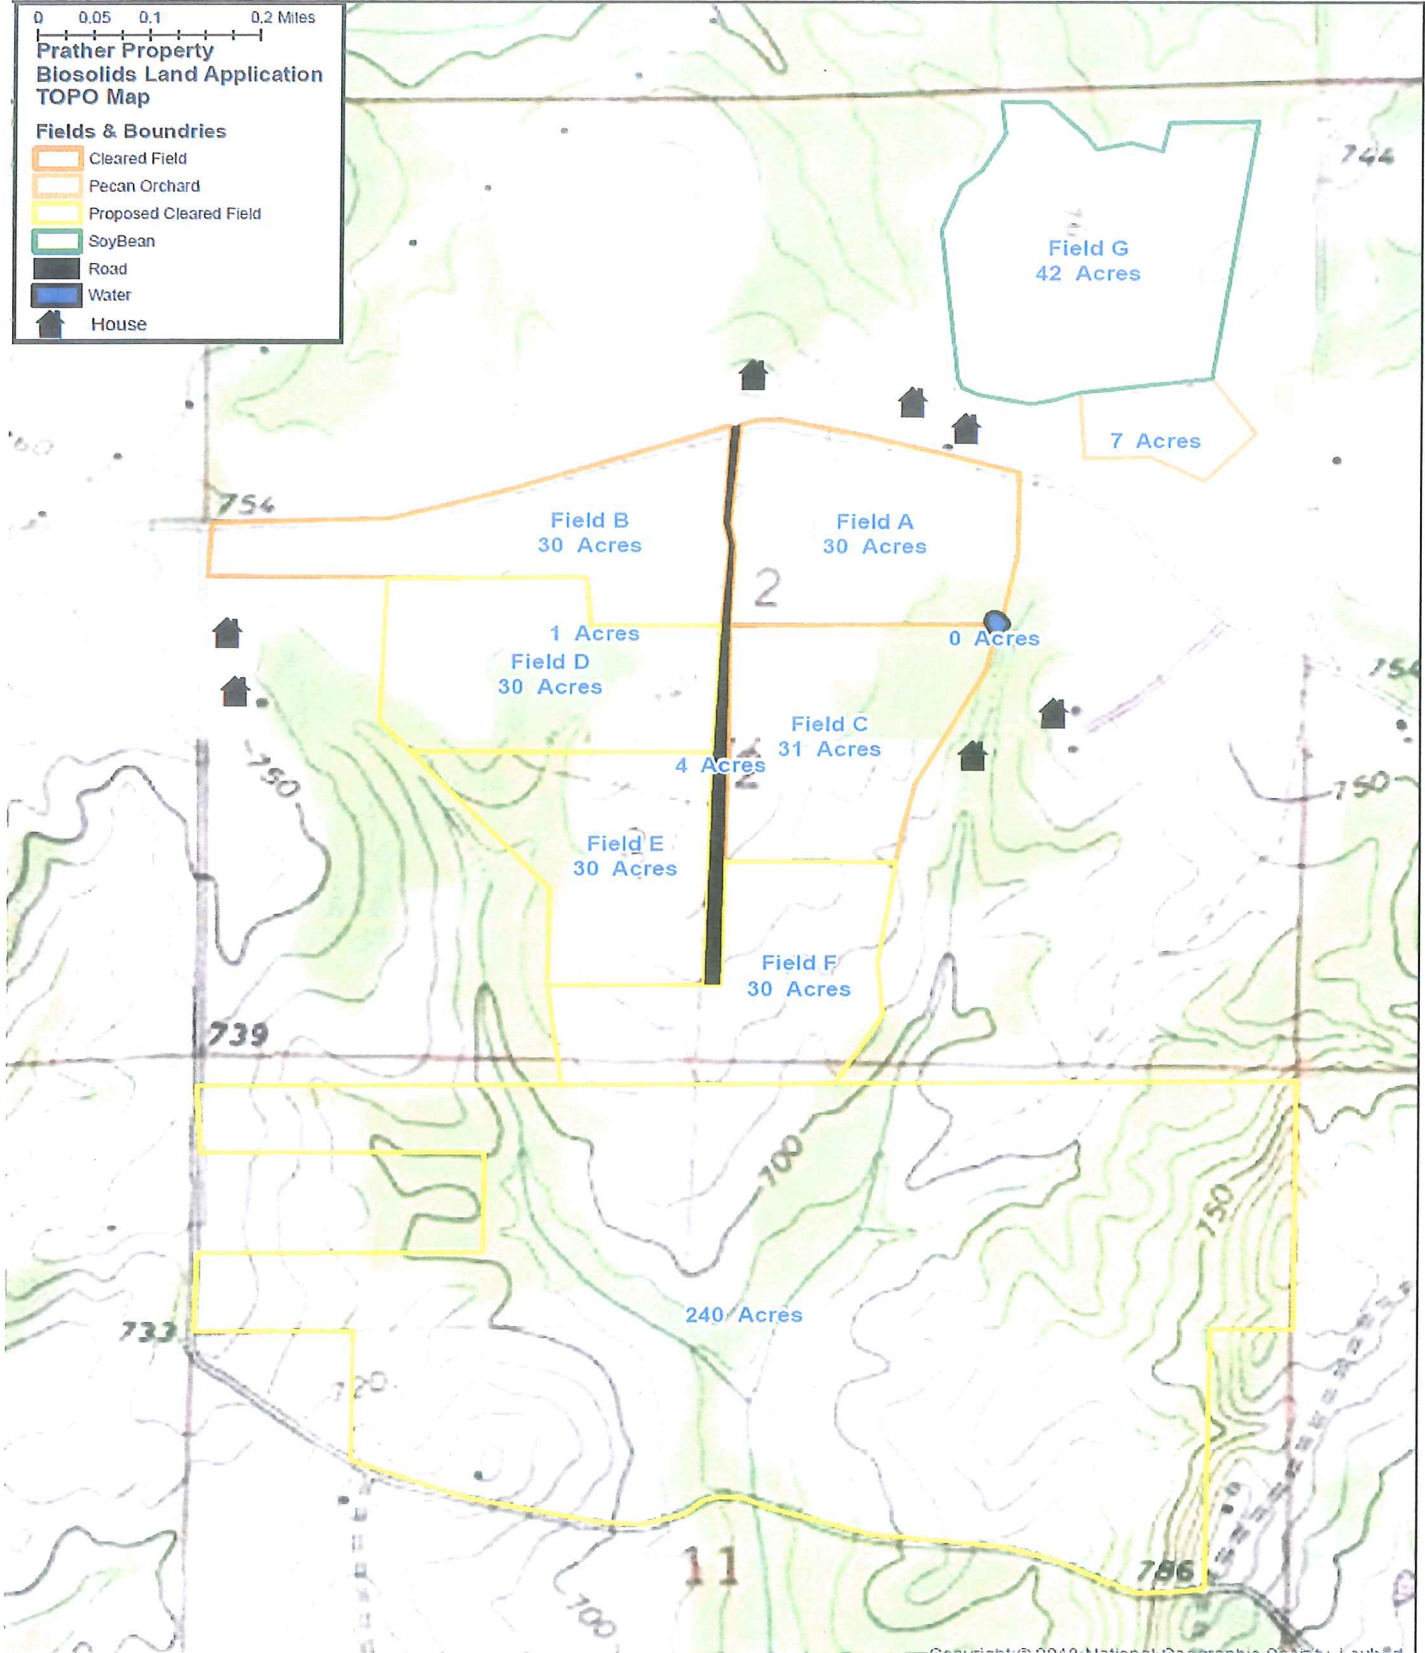 0 0.05 0.1 0.2 Miles
Prather Property
Biosolids Land Application
TOPO Map
Fields & Boundries
Cleared Field
Pecan Orchard
Proposed Cleared Field
SoyBean
Road
Water
House
744
Field G
42 Acres
7 Acres
754
Field B
30 Acres
Field A
30 Acres
2
1 Acres
0 Acres
Field D
30 Acres
754
Field C
31 Acres
4 Acres
750
750
Field E
30 Acres
Field F
30 Acres
739
700
750
240 Acres
733
720
786
11
700